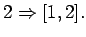 2 ⇒ [1, 2].